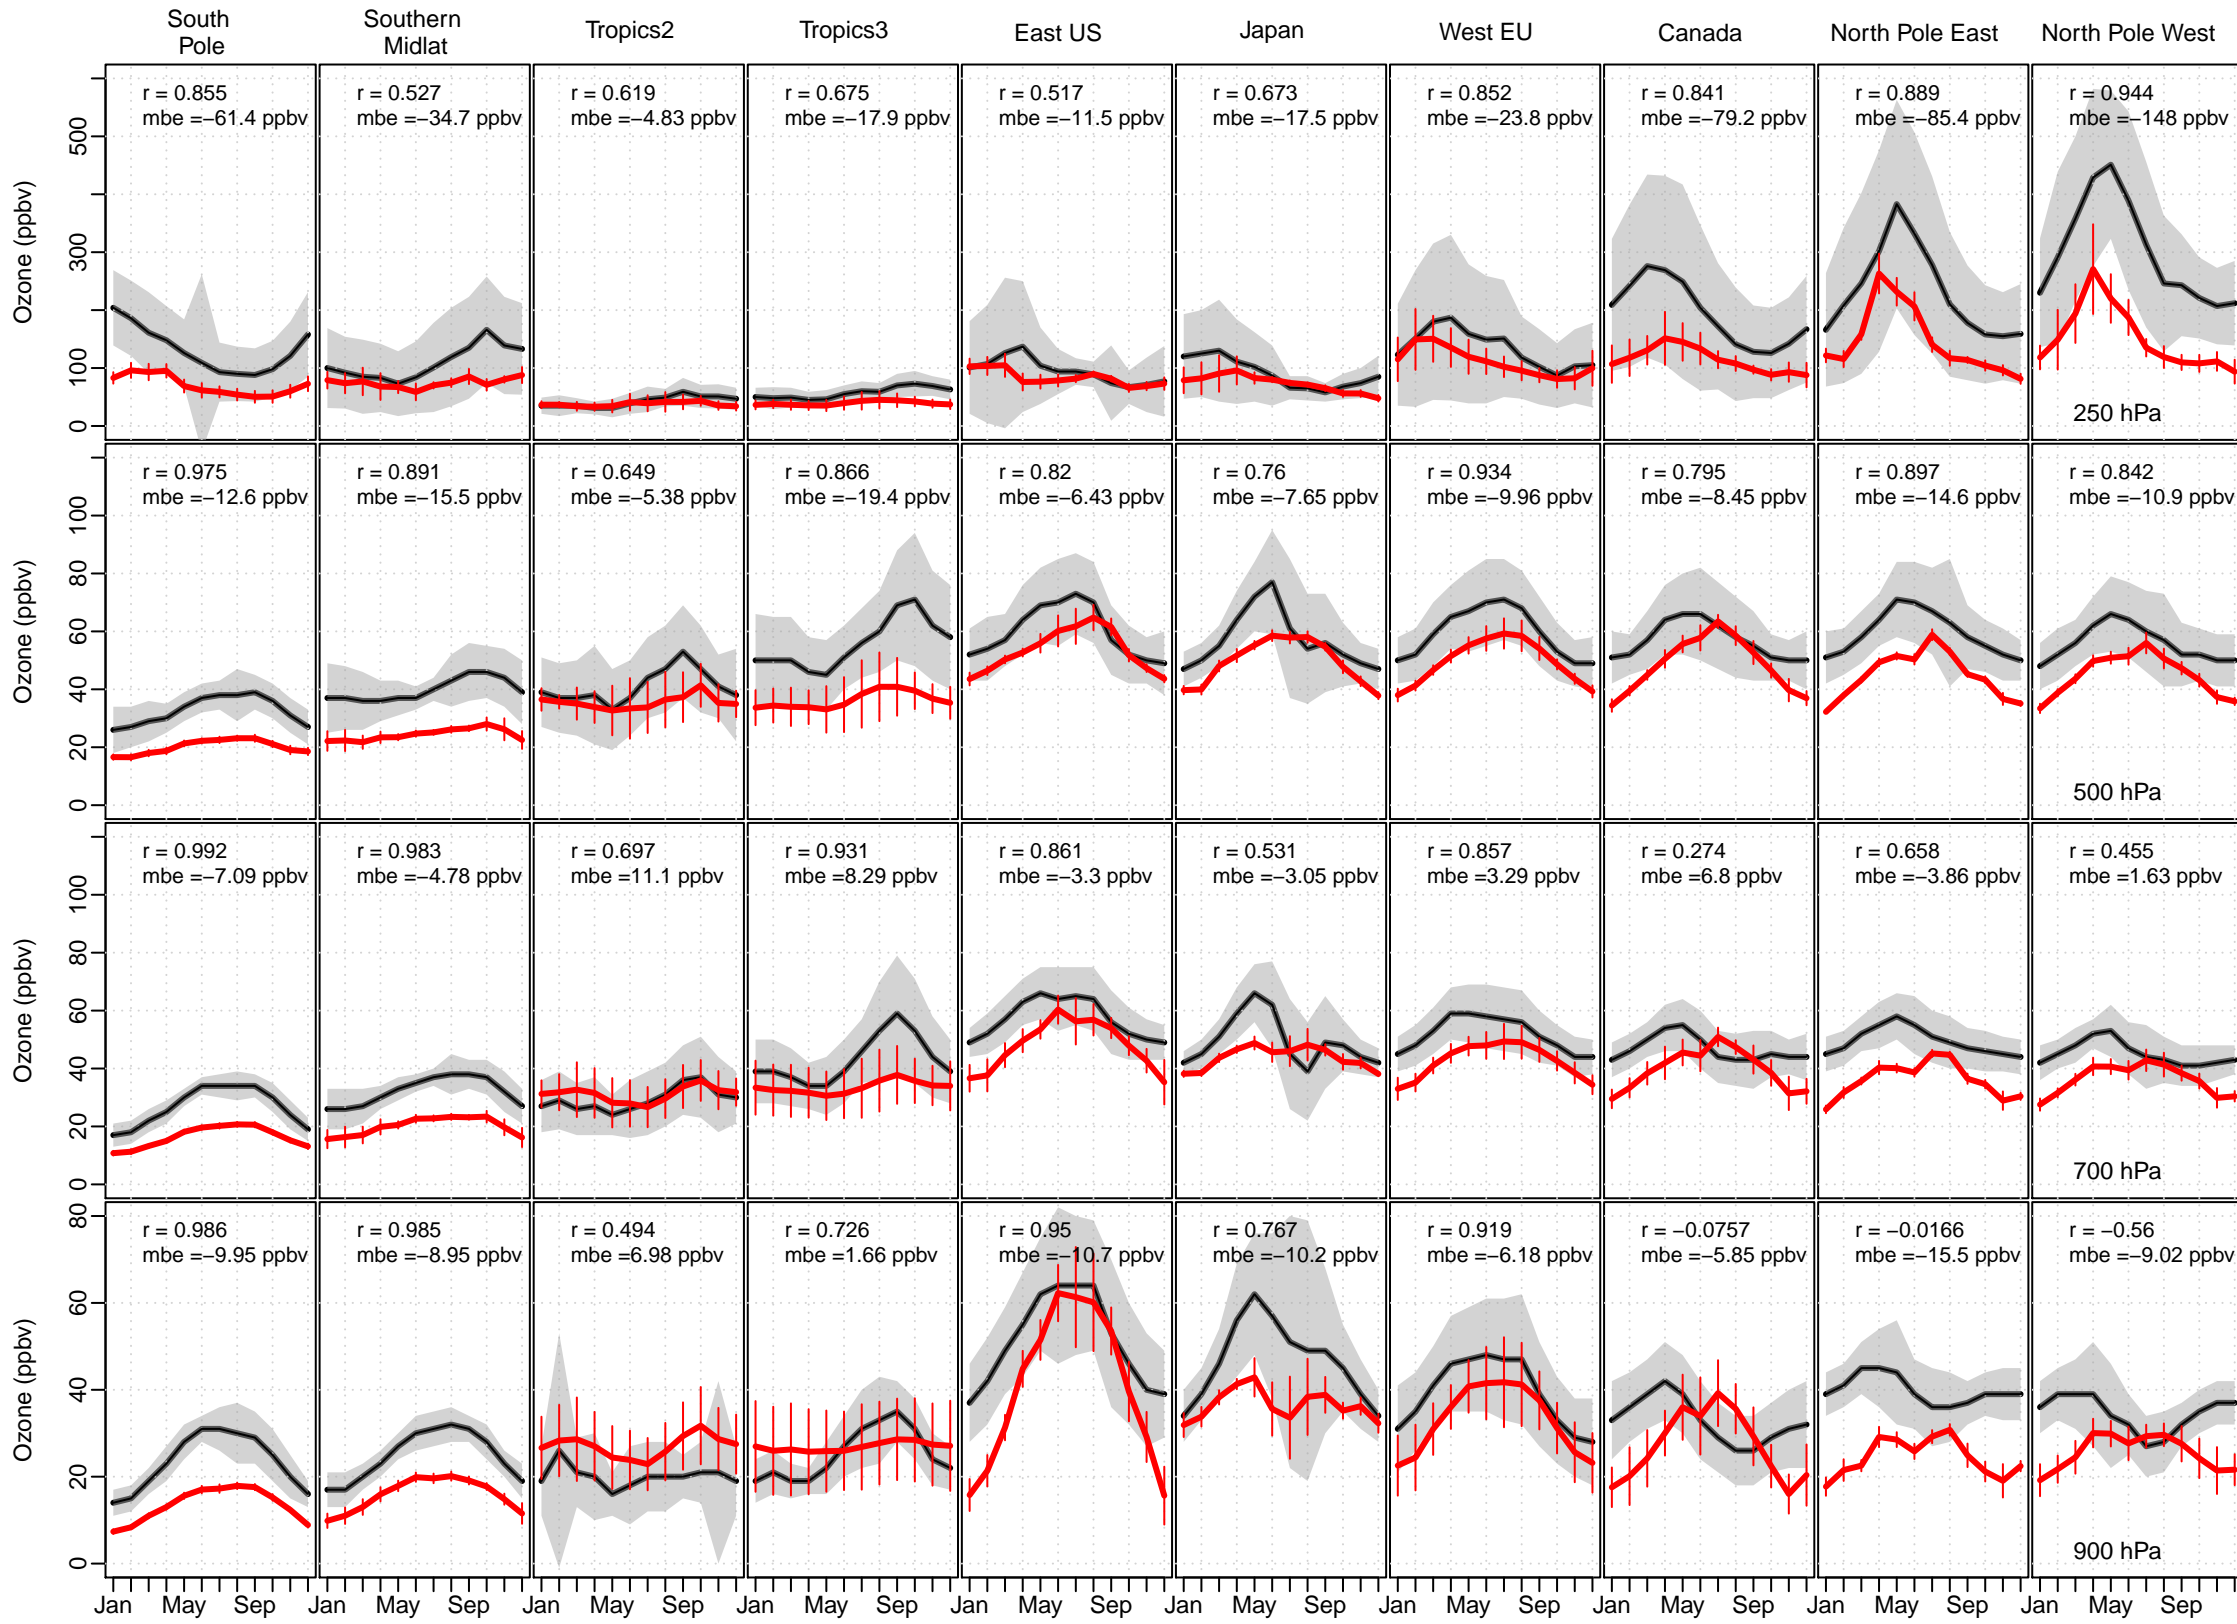 South
Pole
Southern
Midlat
Tropics2
Tropics3
East US
Japan
West EU
Canada
North Pole East
North Pole West
Ozone (ppbv)
0
100
300
500
r = 0.855
mbe =−61.4 ppbv
r = 0.527
mbe =−34.7 ppbv
r = 0.619
mbe =−4.83 ppbv
r = 0.675
mbe =−17.9 ppbv
r = 0.517
mbe =−11.5 ppbv
r = 0.673
mbe =−17.5 ppbv
r = 0.852
mbe =−23.8 ppbv
r = 0.841
mbe =−79.2 ppbv
r = 0.889
mbe =−85.4 ppbv
r = 0.944
mbe =−148 ppbv
250 hPa
Ozone (ppbv)
0
20
40
60
80
100
r = 0.975
mbe =−12.6 ppbv
r = 0.891
mbe =−15.5 ppbv
r = 0.649
mbe =−5.38 ppbv
r = 0.866
mbe =−19.4 ppbv
r = 0.82
mbe =−6.43 ppbv
r = 0.76
mbe =−7.65 ppbv
r = 0.934
mbe =−9.96 ppbv
r = 0.795
mbe =−8.45 ppbv
r = 0.897
mbe =−14.6 ppbv
r = 0.842
mbe =−10.9 ppbv
500 hPa
Ozone (ppbv)
0
20
40
60
80
100
r = 0.992
mbe =−7.09 ppbv
r = 0.983
mbe =−4.78 ppbv
r = 0.697
mbe =11.1 ppbv
r = 0.931
mbe =8.29 ppbv
r = 0.861
mbe =−3.3 ppbv
r = 0.531
mbe =−3.05 ppbv
r = 0.857
mbe =3.29 ppbv
r = 0.274
mbe =6.8 ppbv
r = 0.658
mbe =−3.86 ppbv
r = 0.455
mbe =1.63 ppbv
700 hPa
Ozone (ppbv)
0
20
40
60
80
r = 0.986
mbe =−9.95 ppbv
r = 0.985
mbe =−8.95 ppbv
r = 0.494
mbe =6.98 ppbv
r = 0.726
mbe =1.66 ppbv
r = 0.95
mbe =−10.7 ppbv
r = 0.767
mbe =−10.2 ppbv
r = 0.919
mbe =−6.18 ppbv
r = −0.0757
mbe =−5.85 ppbv
r = −0.0166
mbe =−15.5 ppbv
r = −0.56
mbe =−9.02 ppbv
900 hPa
Jan May Sep Jan May Sep Jan May Sep Jan May Sep Jan May Sep Jan May Sep Jan May Sep Jan May Sep Jan May Sep Jan May Sep